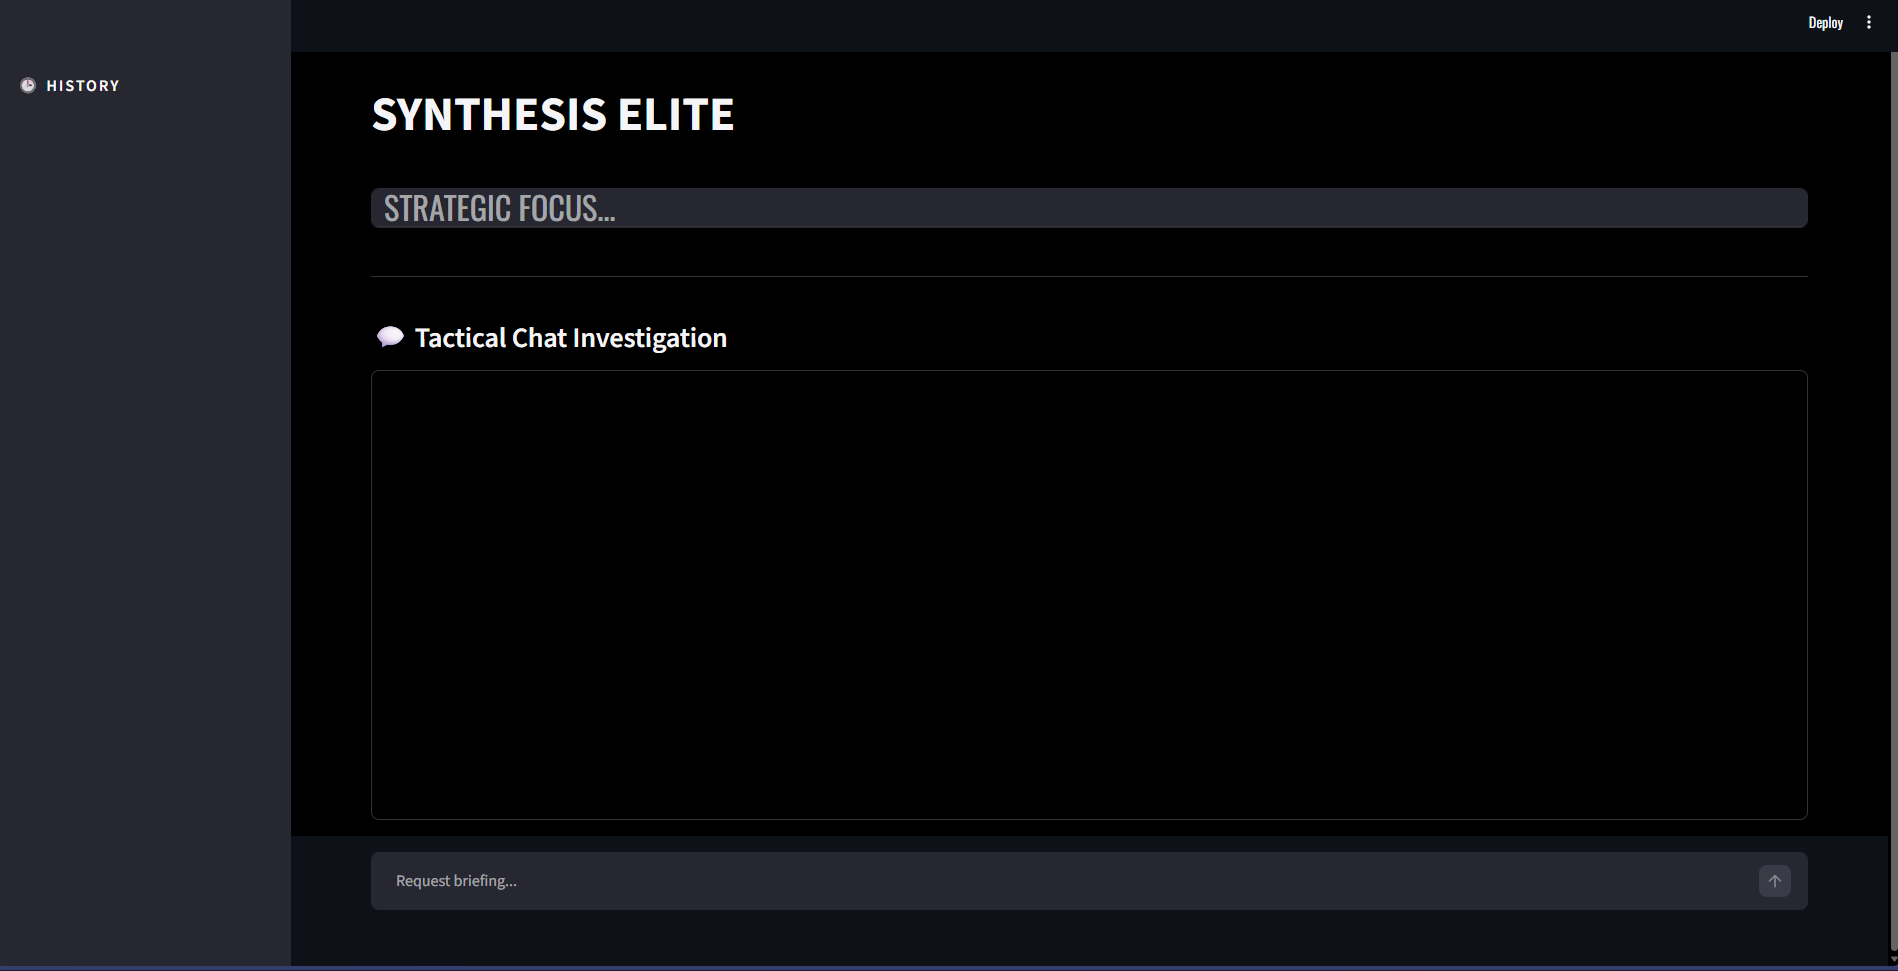 Deploy
HISTORY
SYNTHESIS ELITE
STRATEGIC FOCUS...
Tactical Chat Investigation
Request briefing...